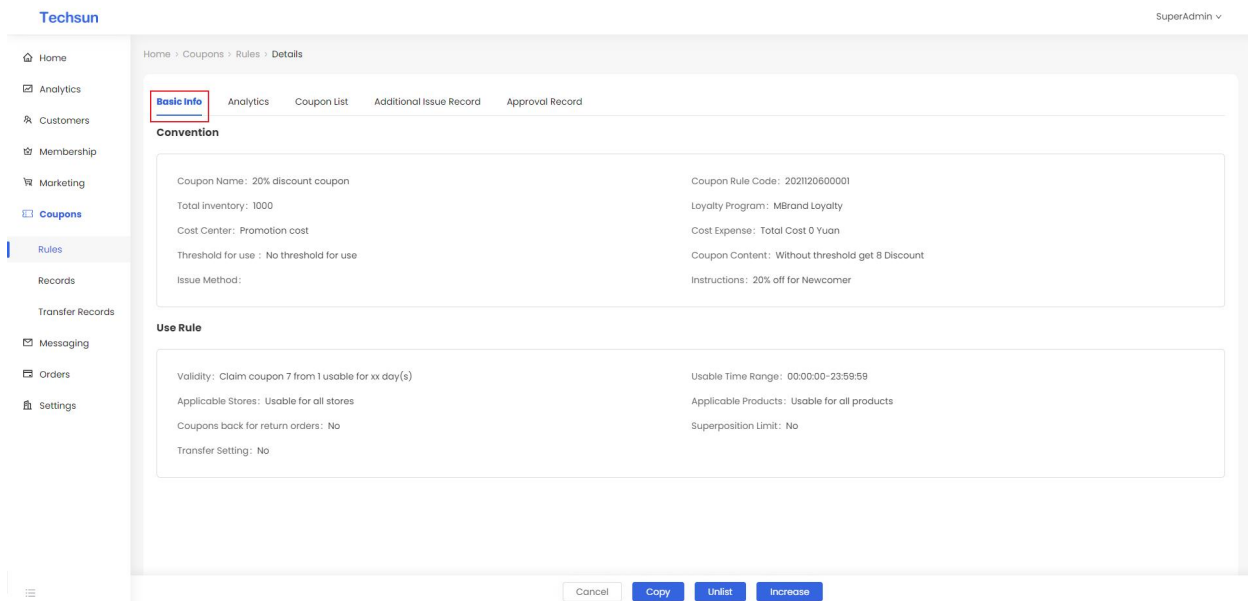 Techsun
SuperAdmin
Home
Analytics
Customers
Membership
Marketing
Coupons
Rules
Records
Transfer Records
Messaging
Orders
Settings
Home > Coupons > Rules > Details
Basic Info Analytics Coupon List Additional Issue Record Approval Record
Convention
Coupon Name: 20% discount coupon Coupon Rule Code: 2021120600001
Total inventory: 1000 Loyalty Program: MBrand Loyalty
Cost Center: Promotion cost Cost Expense: Total Cost 0 Yuan
Threshold for use : No threshold for use Coupon Content: Without threshold get 8 Discount
Issue Method: Instructions: 20% off for Newcomer
Use Rule
Validity: Claim coupon 7 from 1 usable for xx day(s) Usable Time Range: 00:00:00-23:59:59
Applicable Stores: Usable for all stores Applicable Products: Usable for all products
Coupons back for return orders: No Superposition Limit: No
Transfer Setting: No
Cancel Copy Unlist Increase